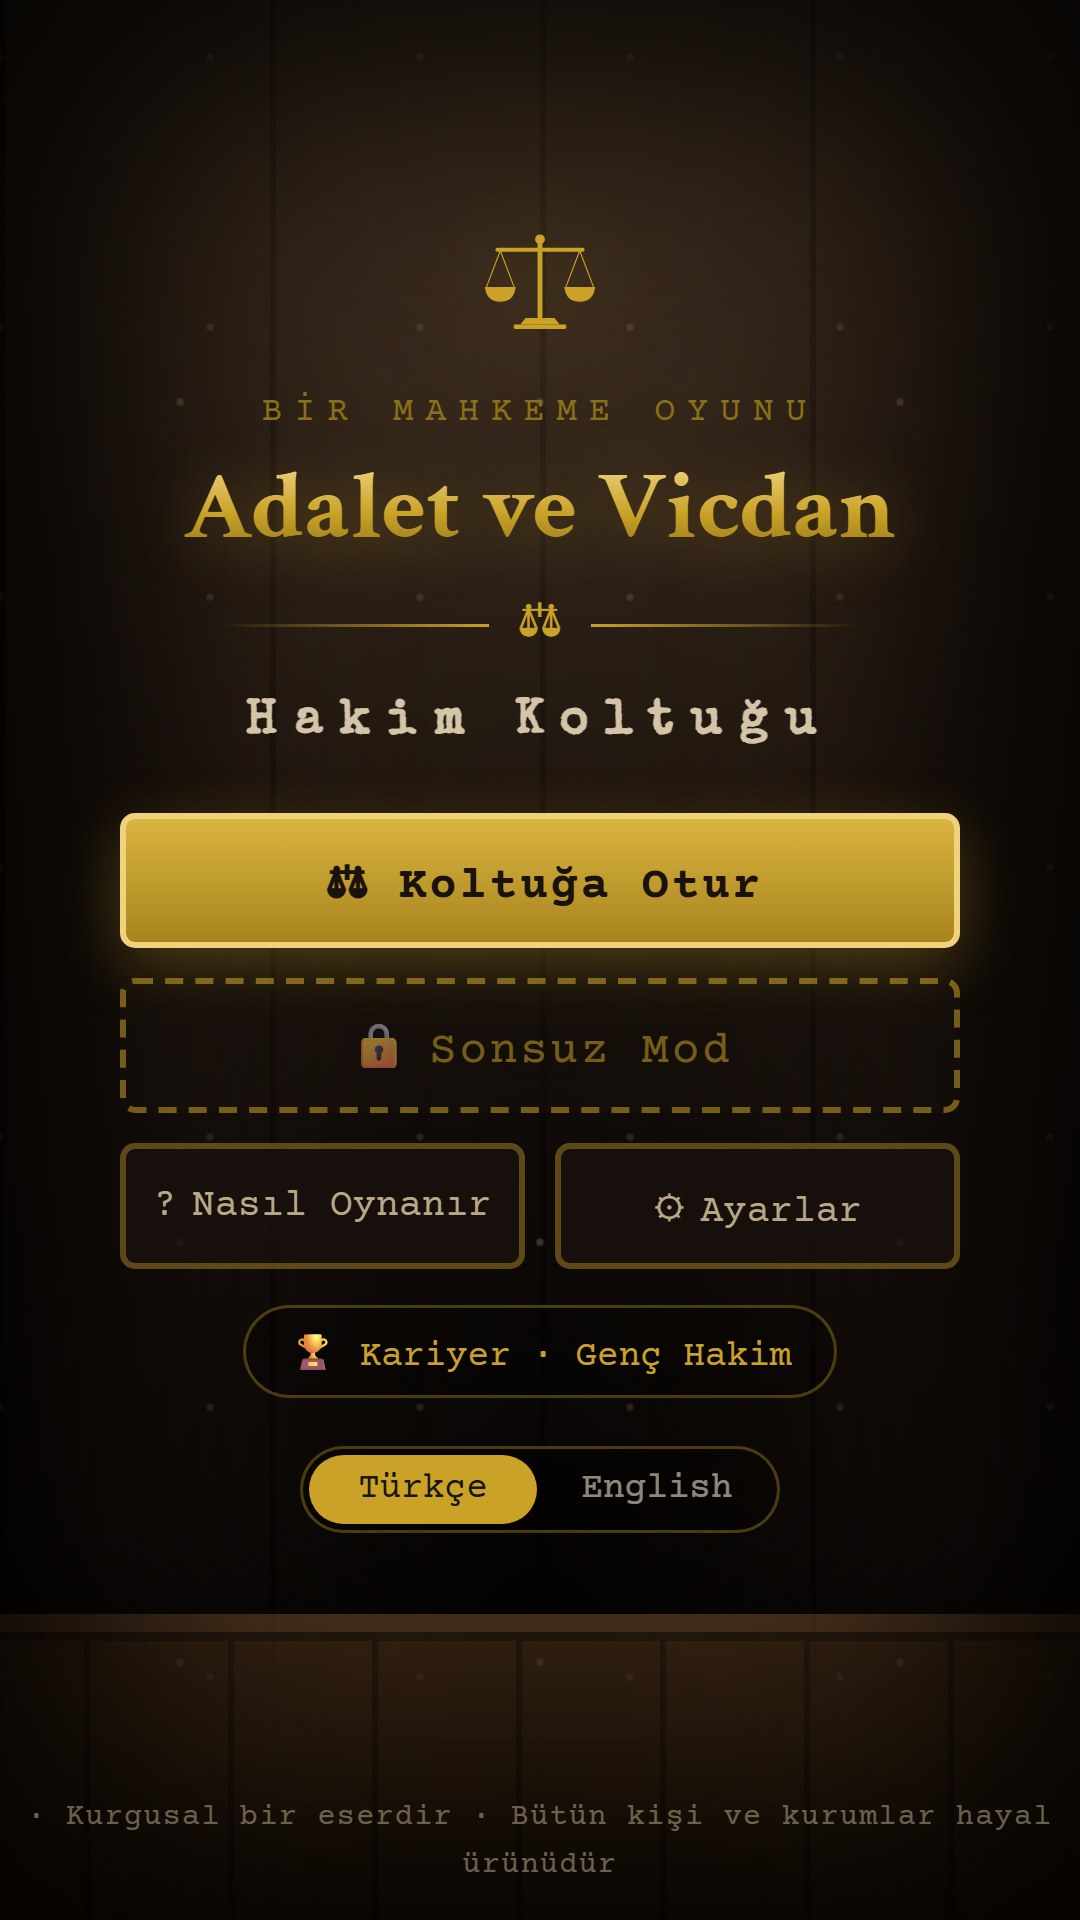 BİR MAHKEME OYUNU
Adalet ve Vicdan
Hakim Koltuğu
⚖ Koltuğa Otur
🔒 Sonsuz Mod
? Nasıl Oynanır
⚙ Ayarlar
🏆 Kariyer · Genç Hakim
Türkçe English
· Kurgusal bir eserdir · Bütün kişi ve kurumlar hayal
ürünüdür